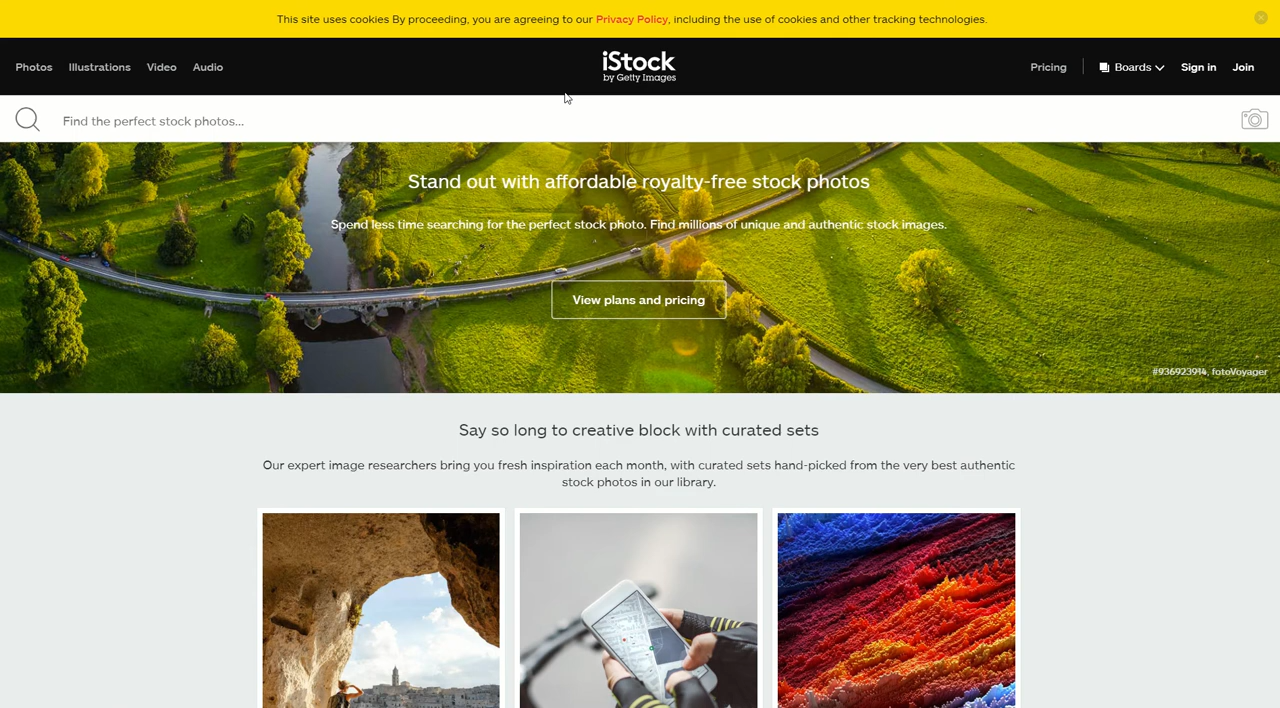 This site uses cookies By proceeding, you are agreeing to our Privacy Policy, including the use of cookies and other tracking technologies.
Photos Illustrations Video Audio
iStock
by Getty Images
Pricing Boards Sign in Join
Find the perfect stock photos...
Stand out with affordable royalty-free stock photos
Spend less time searching for the perfect stock photo. Find millions of unique and authentic stock images.
View plans and pricing
#936923914, fotoVoyager
Say so long to creative block with curated sets
Our expert image researchers bring you fresh inspiration each month, with curated sets hand-picked from the very best authentic
stock photos in our library.